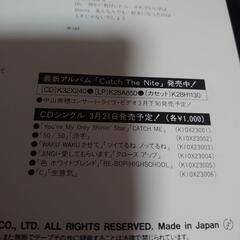 最新アルバム「Catch The Nite」発売中!
[CD]K32X240●[LP]K28A850●[カセット]K28H1130
●中山美穂コンサートライヴ・ビデオ3月下旬発売予定!
CDシングル 3月21日発売予定!(各¥1,000)
●"You're My Only Shinin' Star""CATCH ME" (K10X23001)
●"50/50""派手" (K10X23002)
●"WAKU WAKUさせて""ツイてるねノッてるね" (K10X23003)
●"JINGI・愛してもらいます""クローズ・アップ" (K10X23004)
●"色・ホワイトブレンド""BE-BOP-HIGHSCHOOL" (K10X23005)
●"C""生意気" (K10X23006)
CO., LTD. ALL RIGHTS RESERVED. Made in Japan